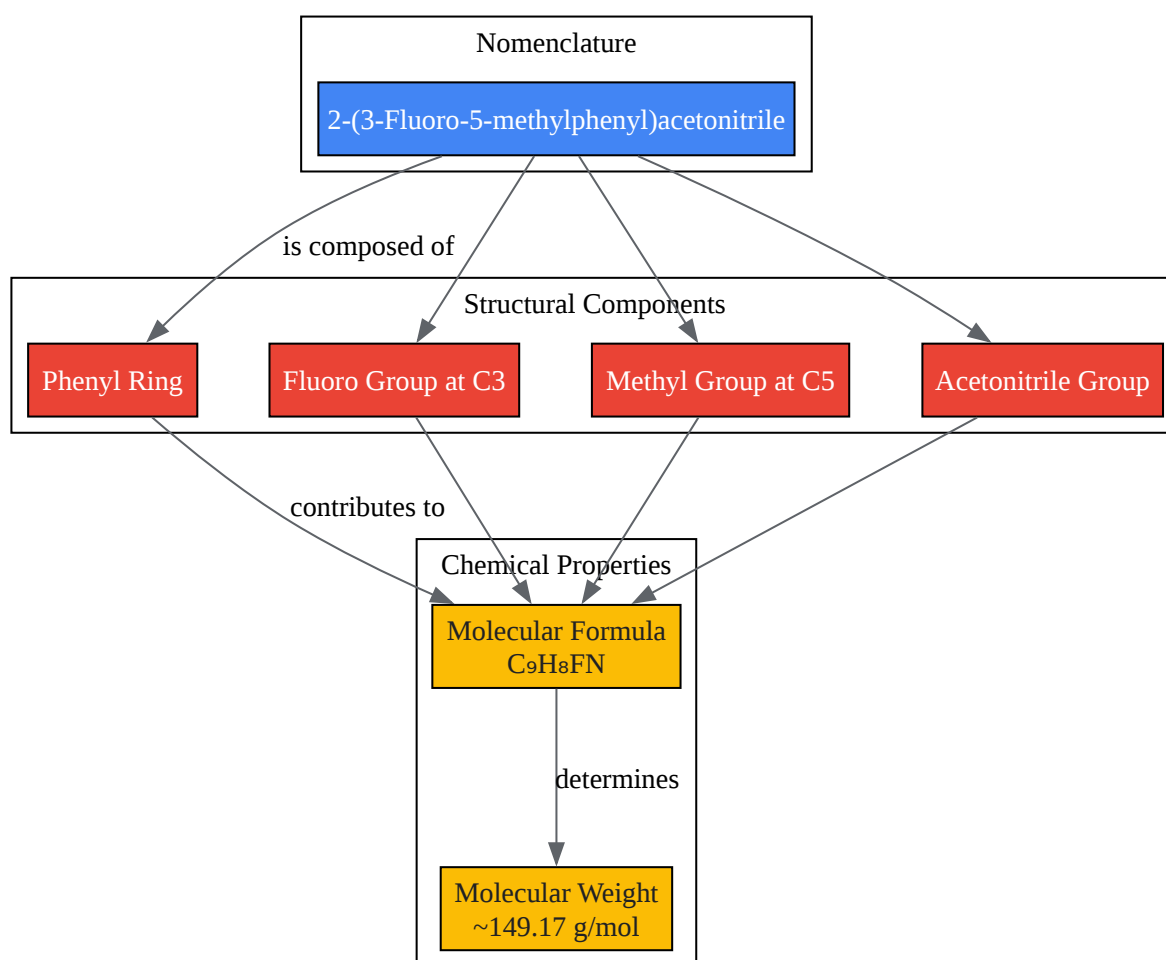 Nomenclature
2-(3-Fluoro-5-methylphenyl)acetonitrile
is composed of
Structural Components
Phenyl Ring
Fluoro Group at C3
Methyl Group at C5
Acetonitrile Group
contributes to
Chemical Properties
Molecular Formula
C₉H₈FN
determines
Molecular Weight
~149.17 g/mol